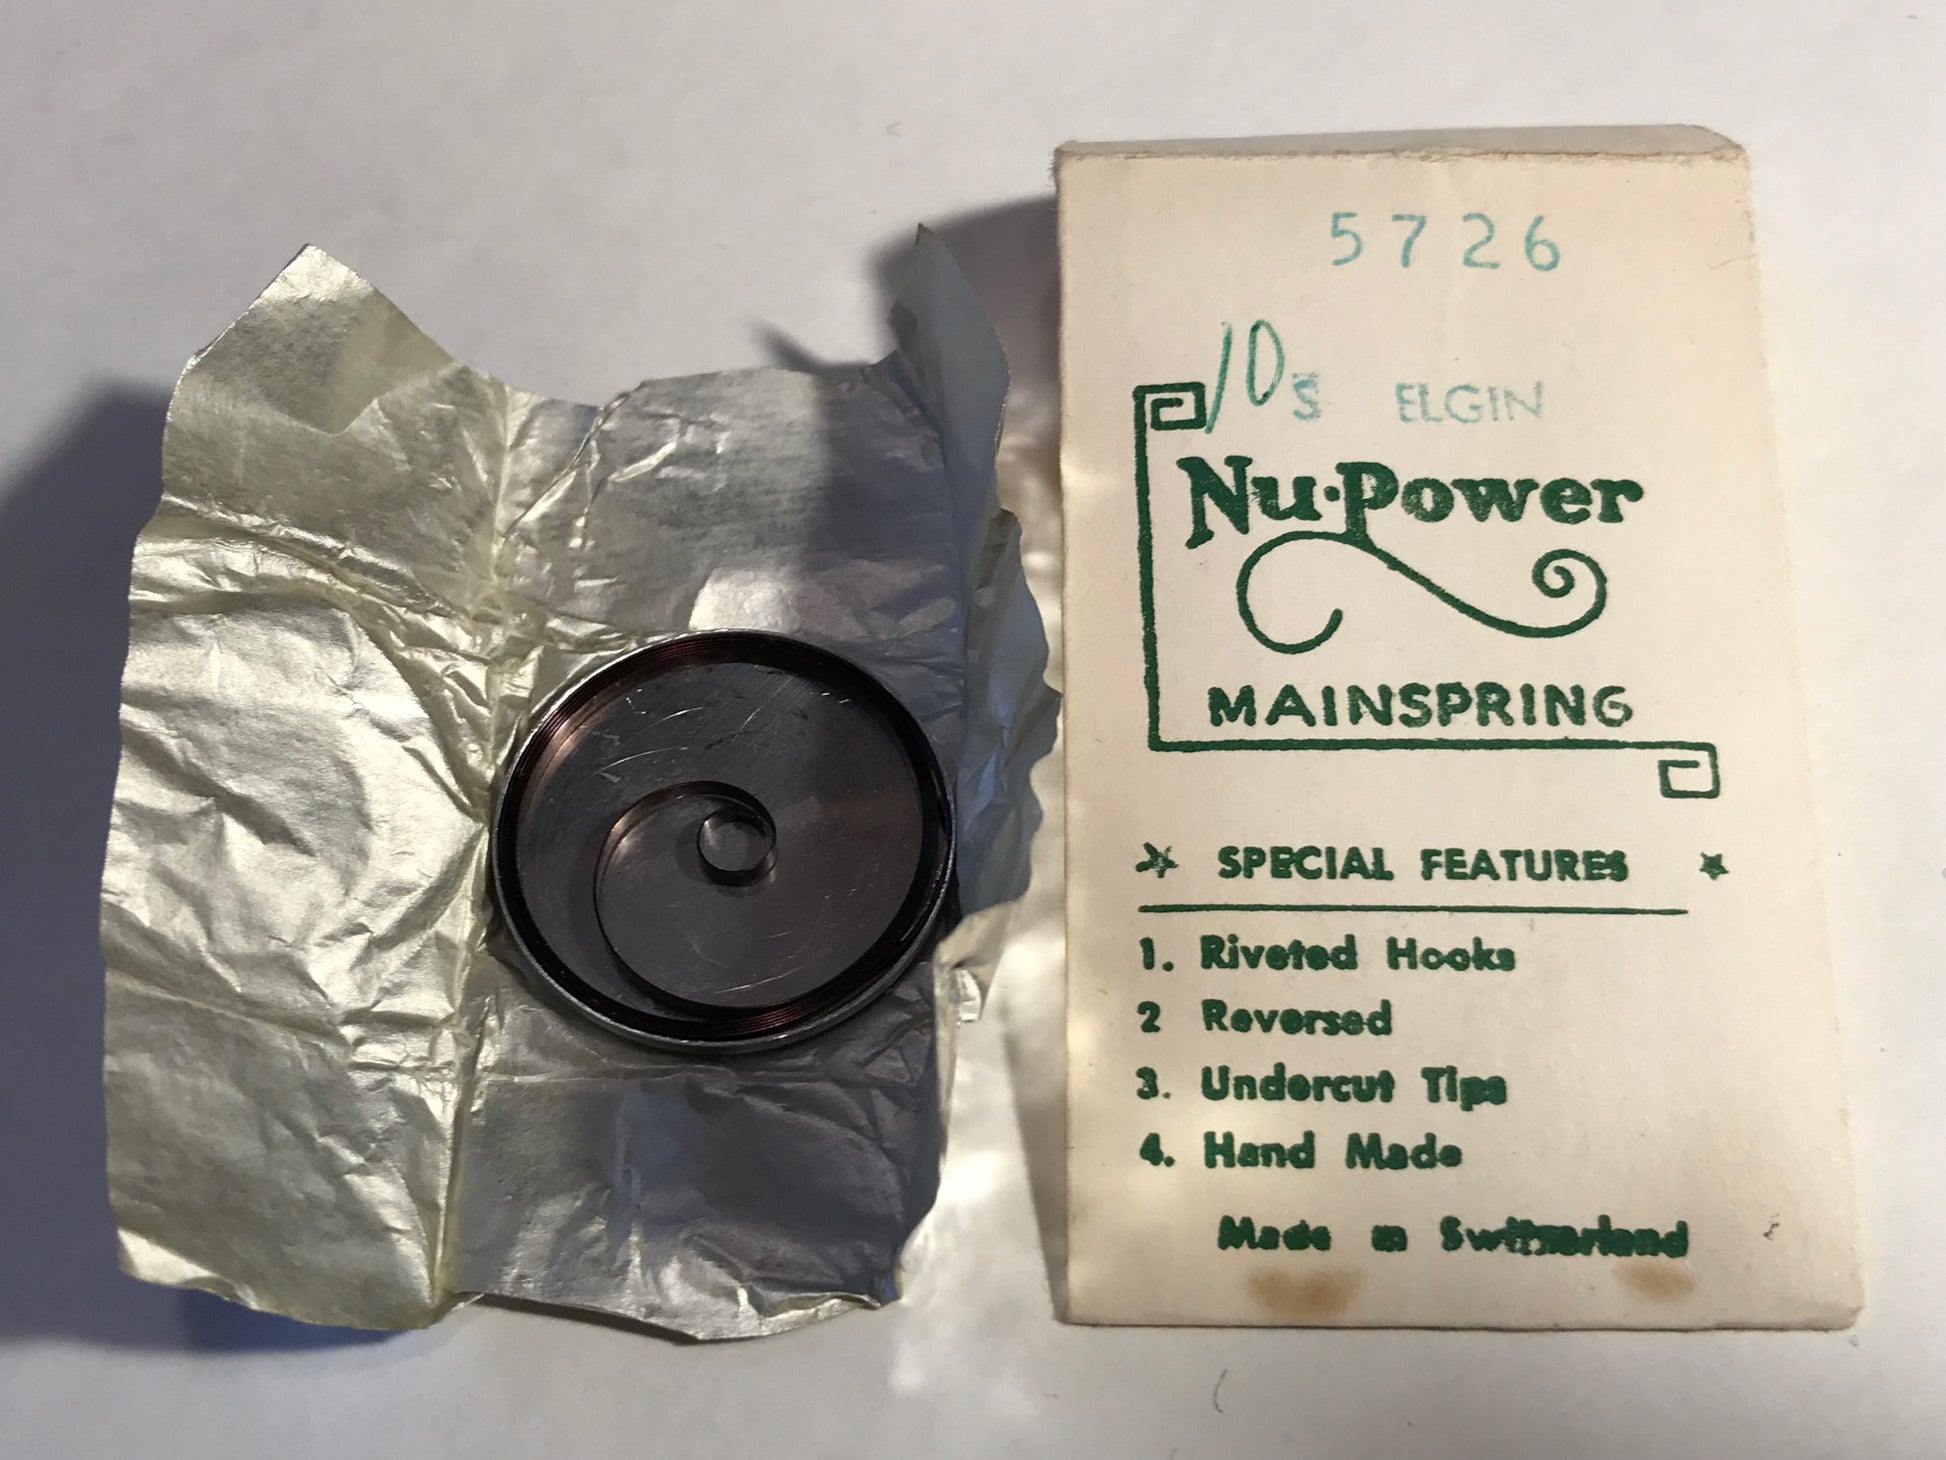 5726
10s ELGIN
Nu-Power
MAINSPRING
SPECIAL FEATURES
1. Riveted Hooks
2 Reversed
3. Undercut Tips
4. Hand Made
Made in Switzerland